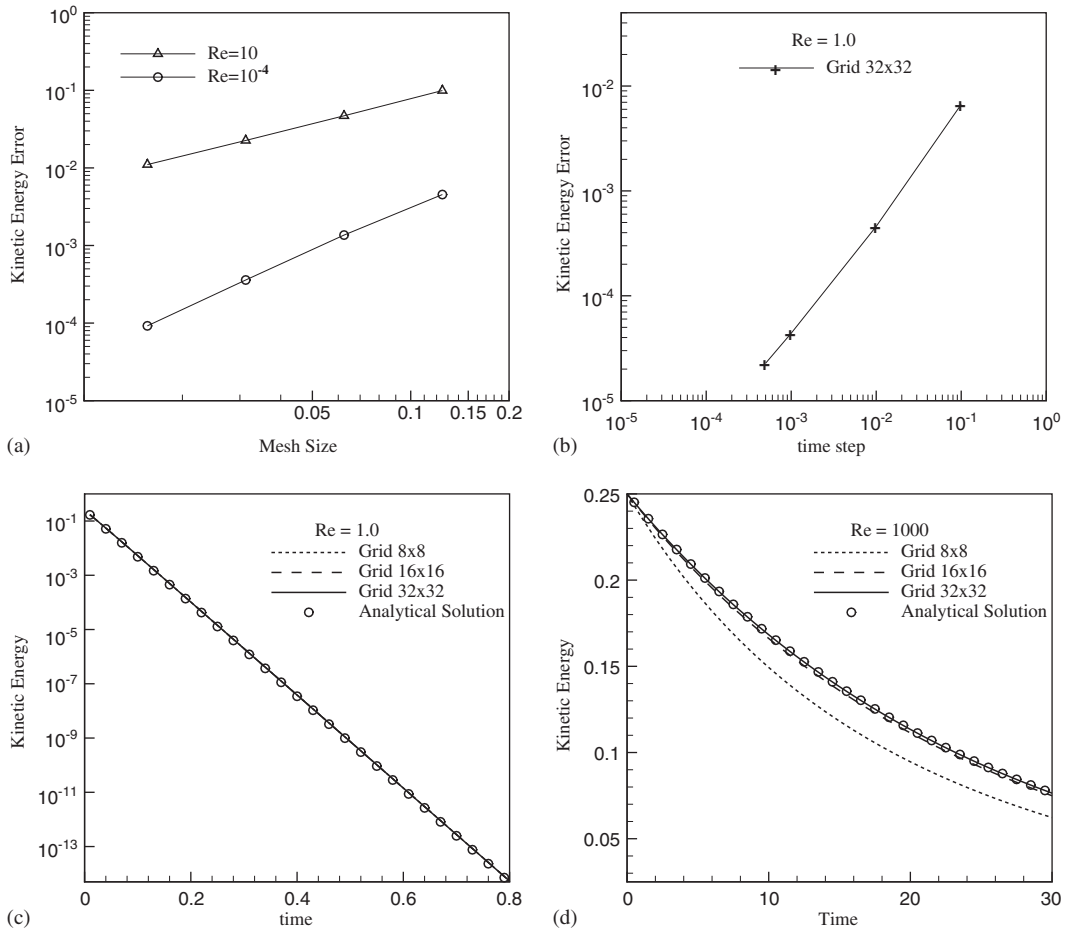 10^0
10^-1
10^-2
10^-3
10^-4
10^-5
Kinetic Energy Error
Re=10
Re=10^-4
0.05
0.1
0.15
0.2
Mesh Size
(a)
10^-2
10^-3
10^-4
10^-5
Kinetic Energy Error
Re = 1.0
Grid 32x32
10^-5
10^-4
10^-3
10^-2
10^-1
10^0
time step
(b)
10^-1
10^-3
10^-5
10^-7
10^-9
10^-11
10^-13
Kinetic Energy
Re = 1.0
Grid 8x8
Grid 16x16
Grid 32x32
Analytical Solution
0
0.2
0.4
0.6
0.8
time
(c)
0.25
0.2
0.15
0.1
0.05
Kinetic Energy
Re = 1000
Grid 8x8
Grid 16x16
Grid 32x32
Analytical Solution
0
10
20
30
Time
(d)